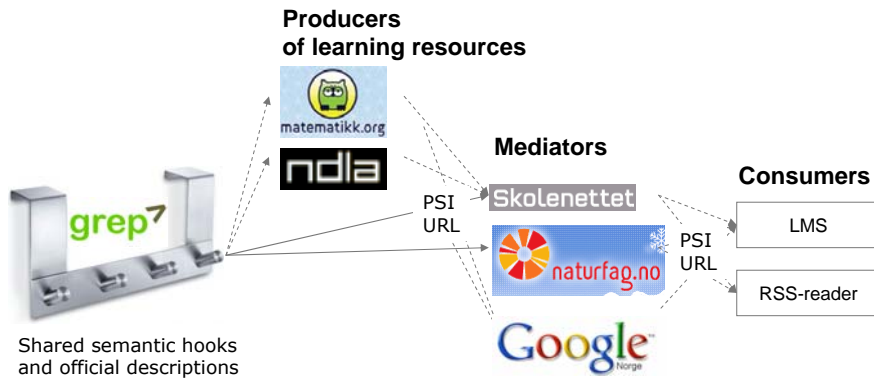 Producers
of learning resources
matematikk.org
ndla
grep
Shared semantic hooks
and official descriptions
PSI
URL
Mediators
Skolenettet
naturfag.no
Google
Norge
PSI
URL
Consumers
LMS
RSS-reader